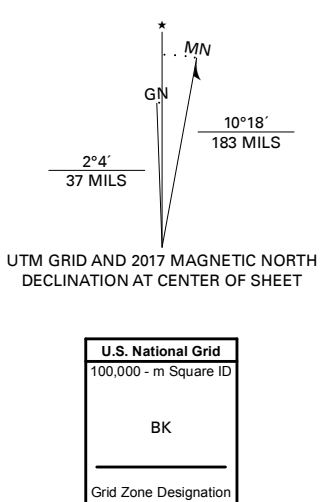 ★
MN
GN
10°18´
183 MILS
2°4´
37 MILS
UTM GRID AND 2017 MAGNETIC NORTH
DECLINATION AT CENTER OF SHEET
U.S. National Grid
100,000 - m Square ID
BK
Grid Zone Designation